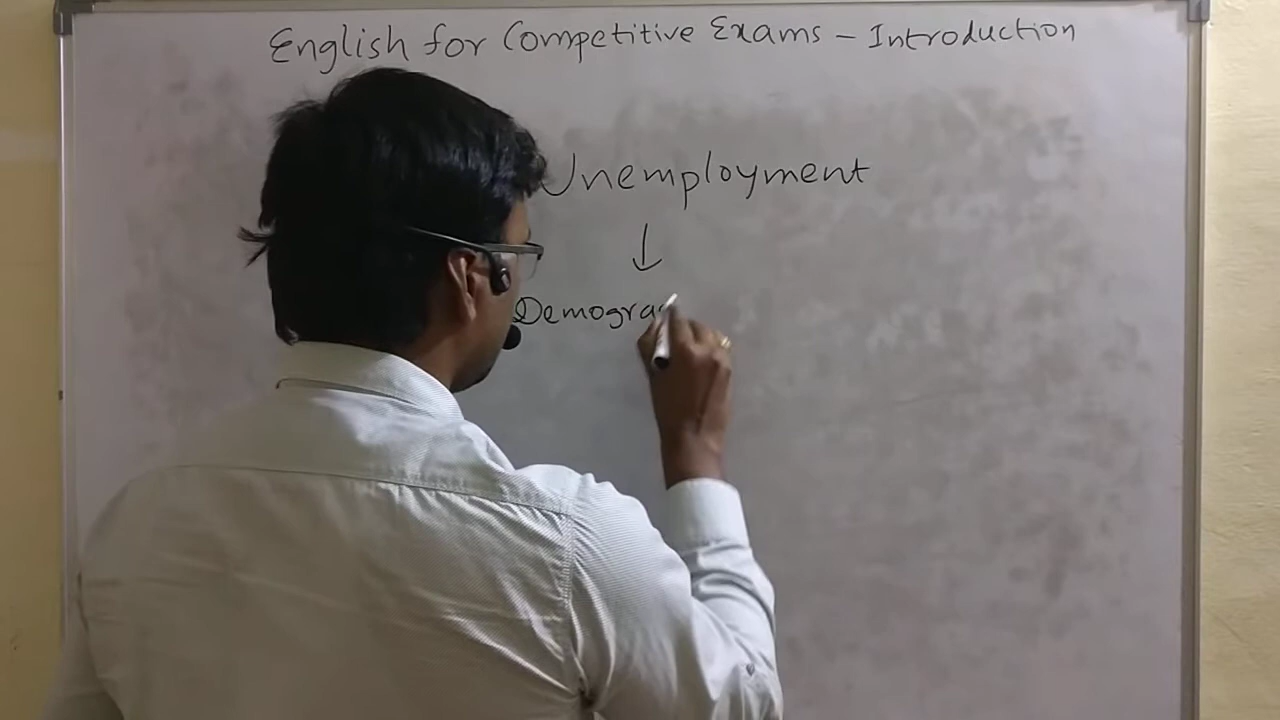 English for Competitive Exams - Introduction
Unemployment
↓
Demogra